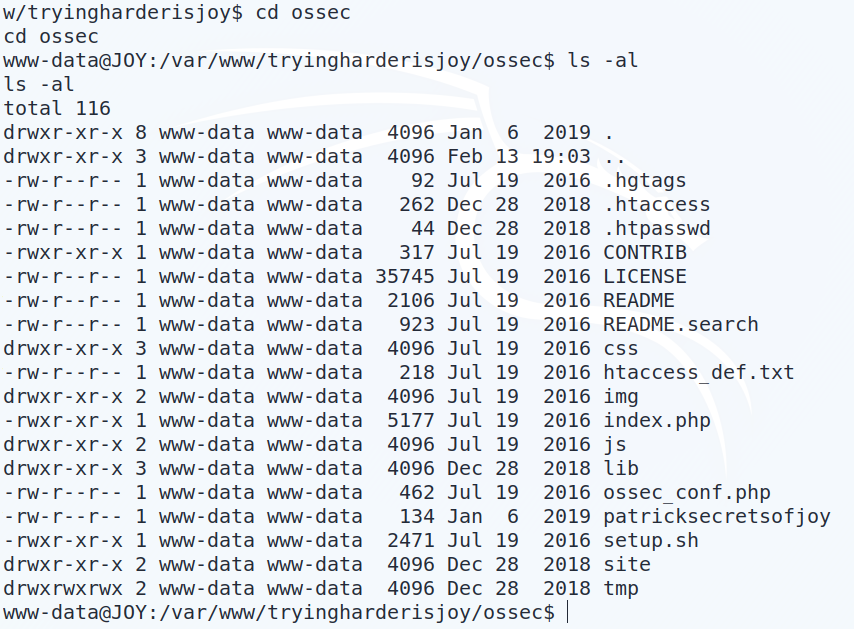 w/tryingharderisjoy$ cd ossec
cd ossec
www-data@JOY:/var/www/tryingharderisjoy/ossec$ ls -al
ls -al
total 116
drwxr-xr-x 8 www-data www-data  4096 Jan  6  2019 .
drwxr-xr-x 3 www-data www-data  4096 Feb 13 19:03 ..
-rw-r--r-- 1 www-data www-data    92 Jul 19  2016 .hgtags
-rw-r--r-- 1 www-data www-data   262 Dec 28  2018 .htaccess
-rw-r--r-- 1 www-data www-data    44 Dec 28  2018 .htpasswd
-rwxr-xr-x 1 www-data www-data   317 Jul 19  2016 CONTRIB
-rw-r--r-- 1 www-data www-data 35745 Jul 19  2016 LICENSE
-rw-r--r-- 1 www-data www-data  2106 Jul 19  2016 README
-rw-r--r-- 1 www-data www-data   923 Jul 19  2016 README.search
drwxr-xr-x 3 www-data www-data  4096 Jul 19  2016 css
-rw-r--r-- 1 www-data www-data   218 Jul 19  2016 htaccess_def.txt
drwxr-xr-x 2 www-data www-data  4096 Jul 19  2016 img
-rwxr-xr-x 1 www-data www-data  5177 Jul 19  2016 index.php
drwxr-xr-x 2 www-data www-data  4096 Jul 19  2016 js
drwxr-xr-x 3 www-data www-data  4096 Dec 28  2018 lib
-rw-r--r-- 1 www-data www-data   462 Jul 19  2016 ossec_conf.php
-rw-r--r-- 1 www-data www-data   134 Jan  6  2019 patricksecretsofjoy
-rwxr-xr-x 1 www-data www-data  2471 Jul 19  2016 setup.sh
drwxr-xr-x 2 www-data www-data  4096 Dec 28  2018 site
drwxrwxrwx 2 www-data www-data  4096 Dec 28  2018 tmp
www-data@JOY:/var/www/tryingharderisjoy/ossec$